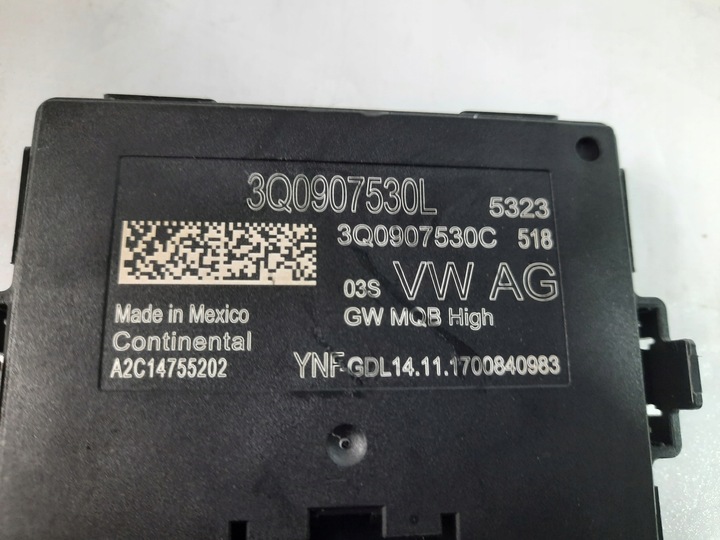 3Q0907530L 5323
3Q0907530C 518
03S VW AG
Made in Mexico GW MQB High
Continental
A2C14755202 YNF-GDL14.11.1700840983